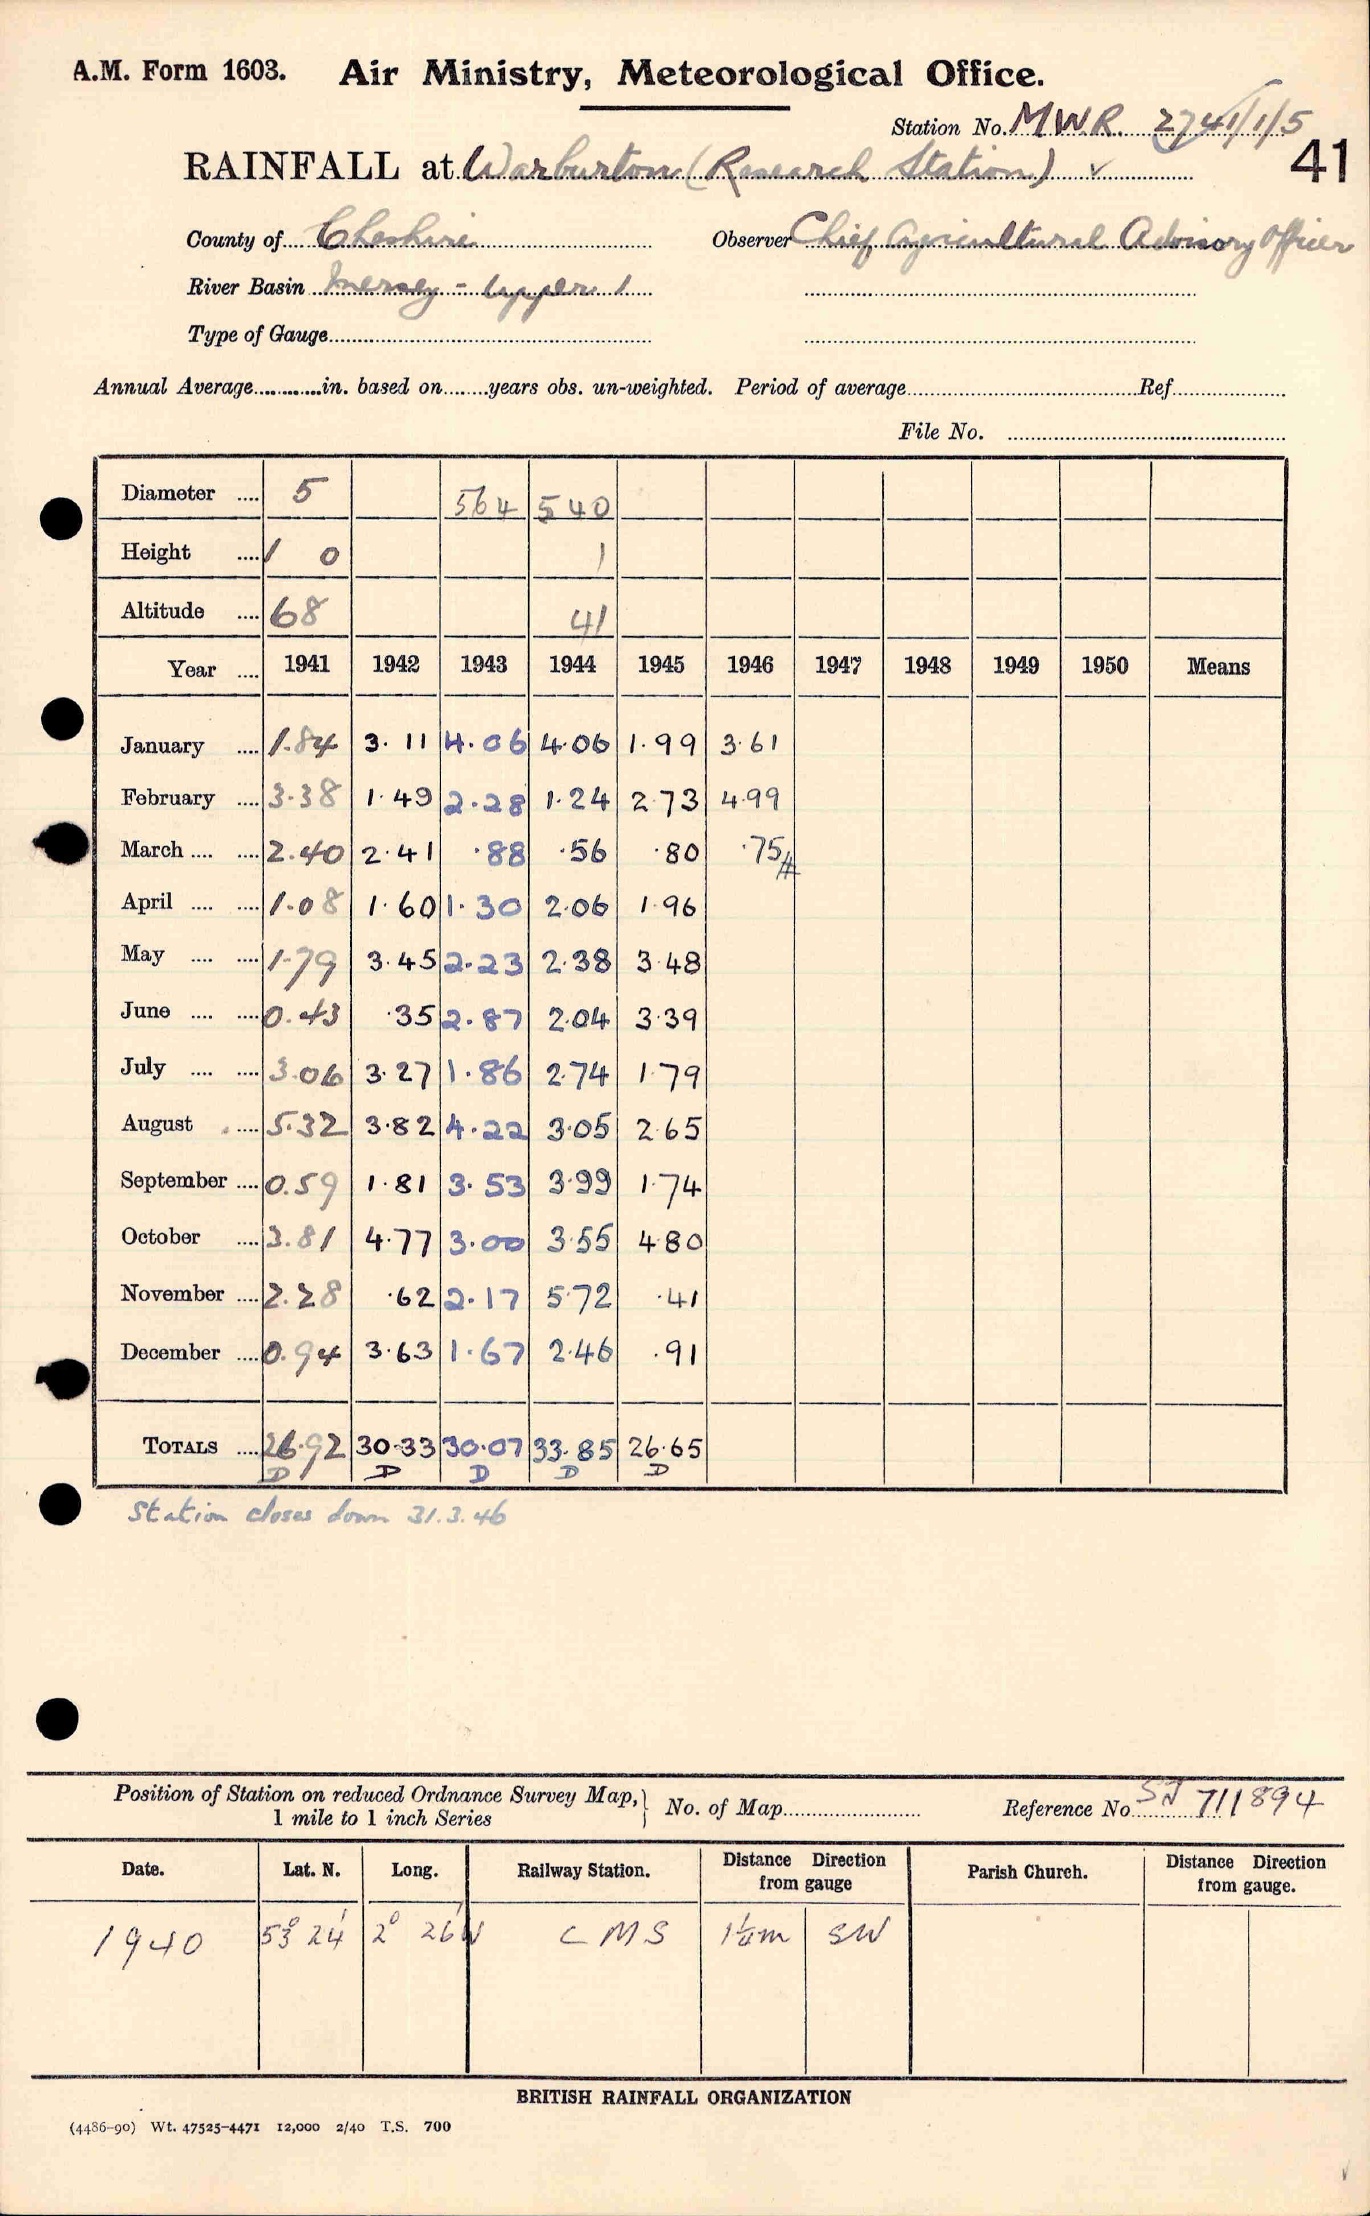 A.M. Form 1603. Air Ministry, Meteorological Office.
Station No. MWR 2741/1/5
41
RAINFALL at Warburton (Research Station) ✓
County of Cheshire Observer Chief Agricultural Advisory Officer
River Basin Mersey - Upper 1
Type of Gauge
Annual Average in. based on years obs. un-weighted. Period of average Ref
File No.
Diameter 5 564 540
Height 1 0 1
Altitude 68 41
Year 1941 1942 1943 1944 1945 1946 1947 1948 1949 1950 Means
January 1.84 3.11 4.06 4.06 1.99 3.61
February 3.38 1.49 2.28 1.24 2.73 4.99
March 2.40 2.41 .88 .56 .80 .75#
April 1.08 1.60 1.30 2.06 1.96
May 1.79 3.45 2.23 2.38 3.48
June 0.43 .35 2.87 2.04 3.39
July 3.06 3.27 1.86 2.74 1.79
August 5.32 3.82 4.22 3.05 2.65
September 0.59 1.81 3.53 3.99 1.74
October 3.81 4.77 3.00 3.55 4.80
November 2.28 .62 2.17 5.72 .41
December 0.94 3.63 1.67 2.46 .91
TOTALS 26.92 30.33 30.07 33.85 26.65
D D D D D
Station closes down 31.3.46
Position of Station on reduced Ordnance Survey Map, 1 mile to 1 inch Series No. of Map Reference No SJ 711894
Date. Lat. N. Long. Railway Station. Distance Direction from gauge Parish Church. Distance Direction from gauge.
1940 53° 24' 2° 26'W C M S 1¼m SW
BRITISH RAINFALL ORGANIZATION
(4486-90) Wt. 47525-4471 12,000 2/40 T.S. 700